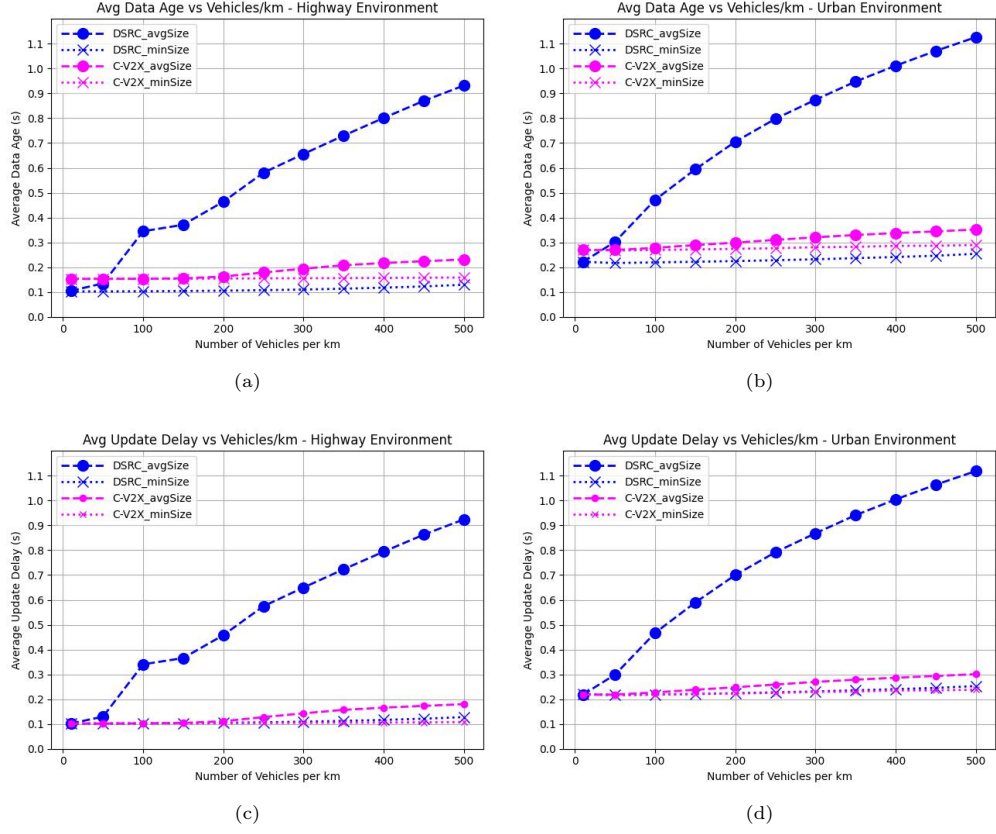 Avg Data Age vs Vehicles/km - Highway Environment
DSRC_avgSize
DSRC_minSize
C-V2X_avgSize
C-V2X_minSize
1.1
1.0
0.9
0.8
0.7
0.6
0.5
0.4
0.3
0.2
0.1
0.0
Average Data Age (s)
0 100 200 300 400 500
Number of Vehicles per km
(a)
Avg Data Age vs Vehicles/km - Urban Environment
DSRC_avgSize
DSRC_minSize
C-V2X_avgSize
C-V2X_minSize
1.1
1.0
0.9
0.8
0.7
0.6
0.5
0.4
0.3
0.2
0.1
0.0
Average Data Age (s)
0 100 200 300 400 500
Number of Vehicles per km
(b)
Avg Update Delay vs Vehicles/km - Highway Environment
DSRC_avgSize
DSRC_minSize
C-V2X_avgSize
C-V2X_minSize
1.1
1.0
0.9
0.8
0.7
0.6
0.5
0.4
0.3
0.2
0.1
0.0
Average Update Delay (s)
0 100 200 300 400 500
Number of Vehicles per km
(c)
Avg Update Delay vs Vehicles/km - Urban Environment
DSRC_avgSize
DSRC_minSize
C-V2X_avgSize
C-V2X_minSize
1.1
1.0
0.9
0.8
0.7
0.6
0.5
0.4
0.3
0.2
0.1
0.0
Average Update Delay (s)
0 100 200 300 400 500
Number of Vehicles per km
(d)